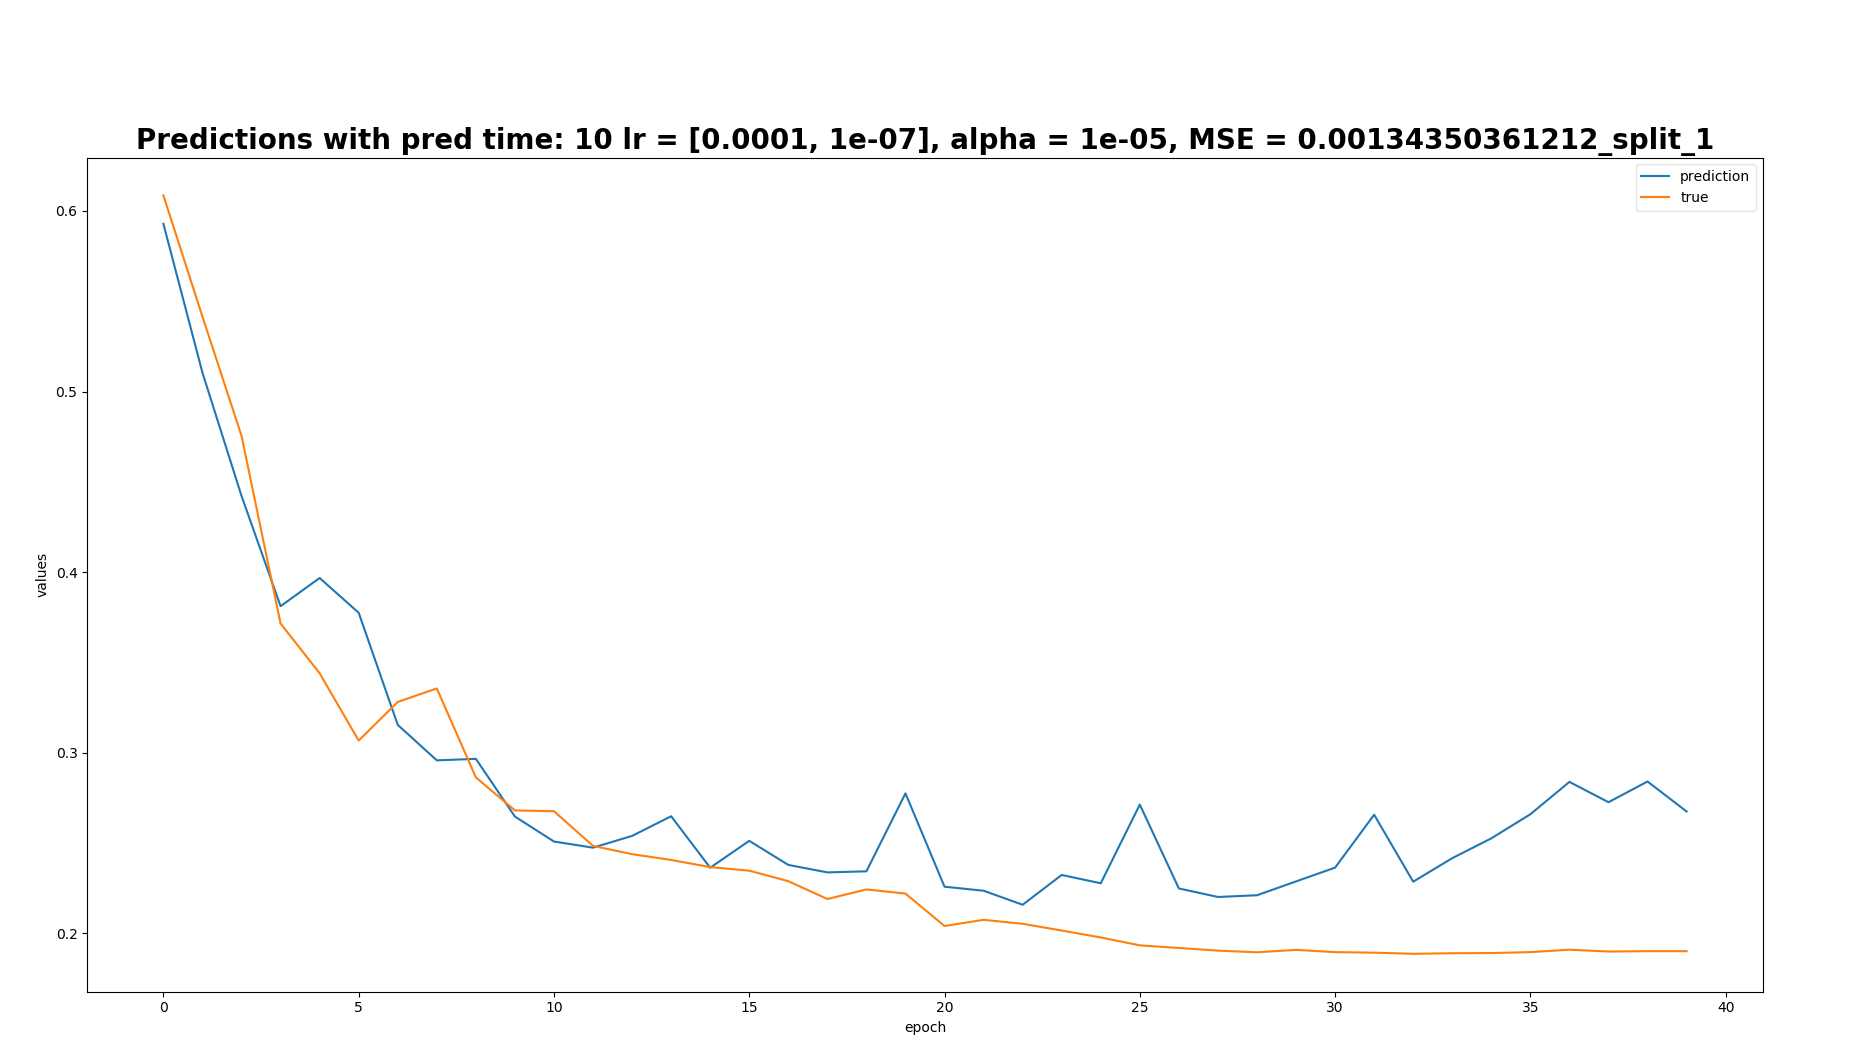 Predictions with pred time: 10 lr = [0.0001, 1e-07], alpha = 1e-05, MSE = 0.00134350361212_split_1
prediction
true
0.6
0.5
0.4
0.3
0.2
values
0 5 10 15 20 25 30 35 40
epoch